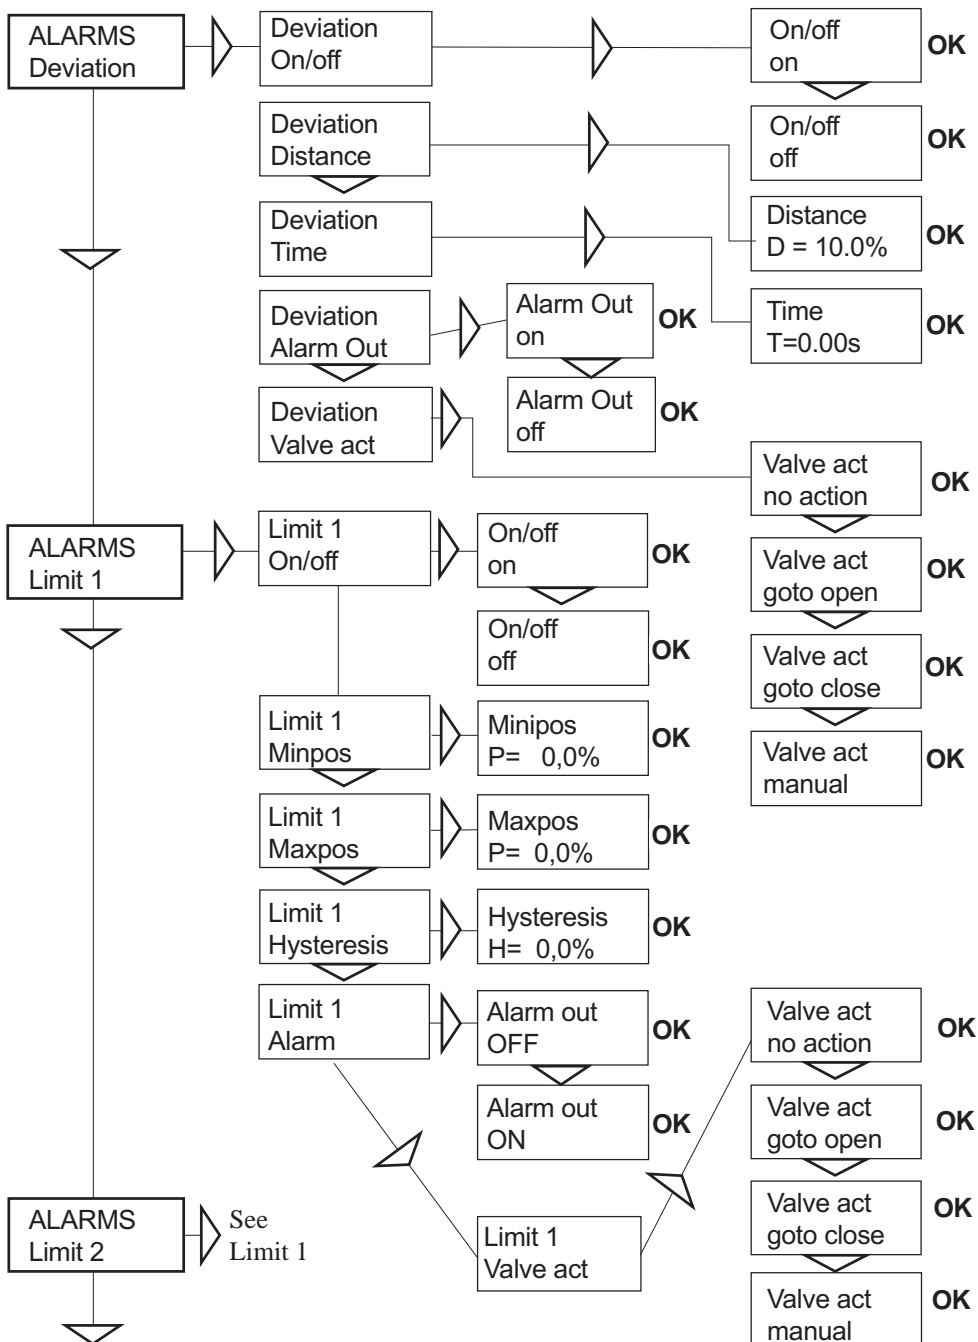 ALARMS
Deviation
Deviation
On/off
On/off
on
OK
On/off
off
OK
Deviation
Distance
Distance
D = 10.0%
OK
Deviation
Time
Time
T=0.00s
OK
Deviation
Alarm Out
Alarm Out
on
OK
Alarm Out
off
OK
Deviation
Valve act
Valve act
no action
OK
Valve act
goto open
OK
Valve act
goto close
OK
Valve act
manual
OK
ALARMS
Limit 1
Limit 1
On/off
On/off
on
OK
On/off
off
OK
Limit 1
Minpos
Minipos
P= 0,0%
OK
Limit 1
Maxpos
Maxpos
P= 0,0%
OK
Limit 1
Hysteresis
Hysteresis
H= 0,0%
OK
Limit 1
Alarm
Alarm out
OFF
OK
Alarm out
ON
OK
Limit 1
Valve act
Valve act
no action
OK
Valve act
goto open
OK
Valve act
goto close
OK
Valve act
manual
OK
ALARMS
Limit 2
See
Limit 1